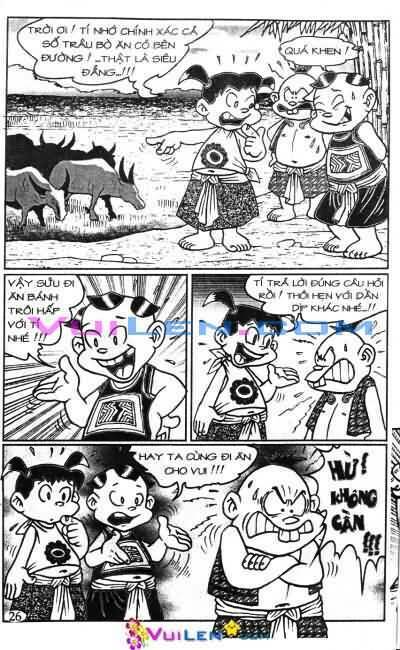 TRỜI ƠI! TÍ NHỚ CHÍNH XÁC CẢ
SỐ TRÂU BÒ ĂN CỎ BÊN
ĐƯỜNG! ..THẬT LÀ SIÊU
ĐẲNG...!!!
QUÁ KHEN!
VẬY SỬU ĐI
ĂN BÁNH
TRÔI HẤP
VỚI TÍ
NHÉ!!!
TÍ TRẢ LỜI ĐÚNG CÂU HỎI
RỒI! THÔI HẸN VỚI DẦN
DỊP KHÁC NHÉ..!!
VUILEN.COM
HAY TA CÙNG ĐI ĂN
CHO VUI!!!
HỪ!
KHÔNG
CẦN
!!!
26
VUILEN.COM